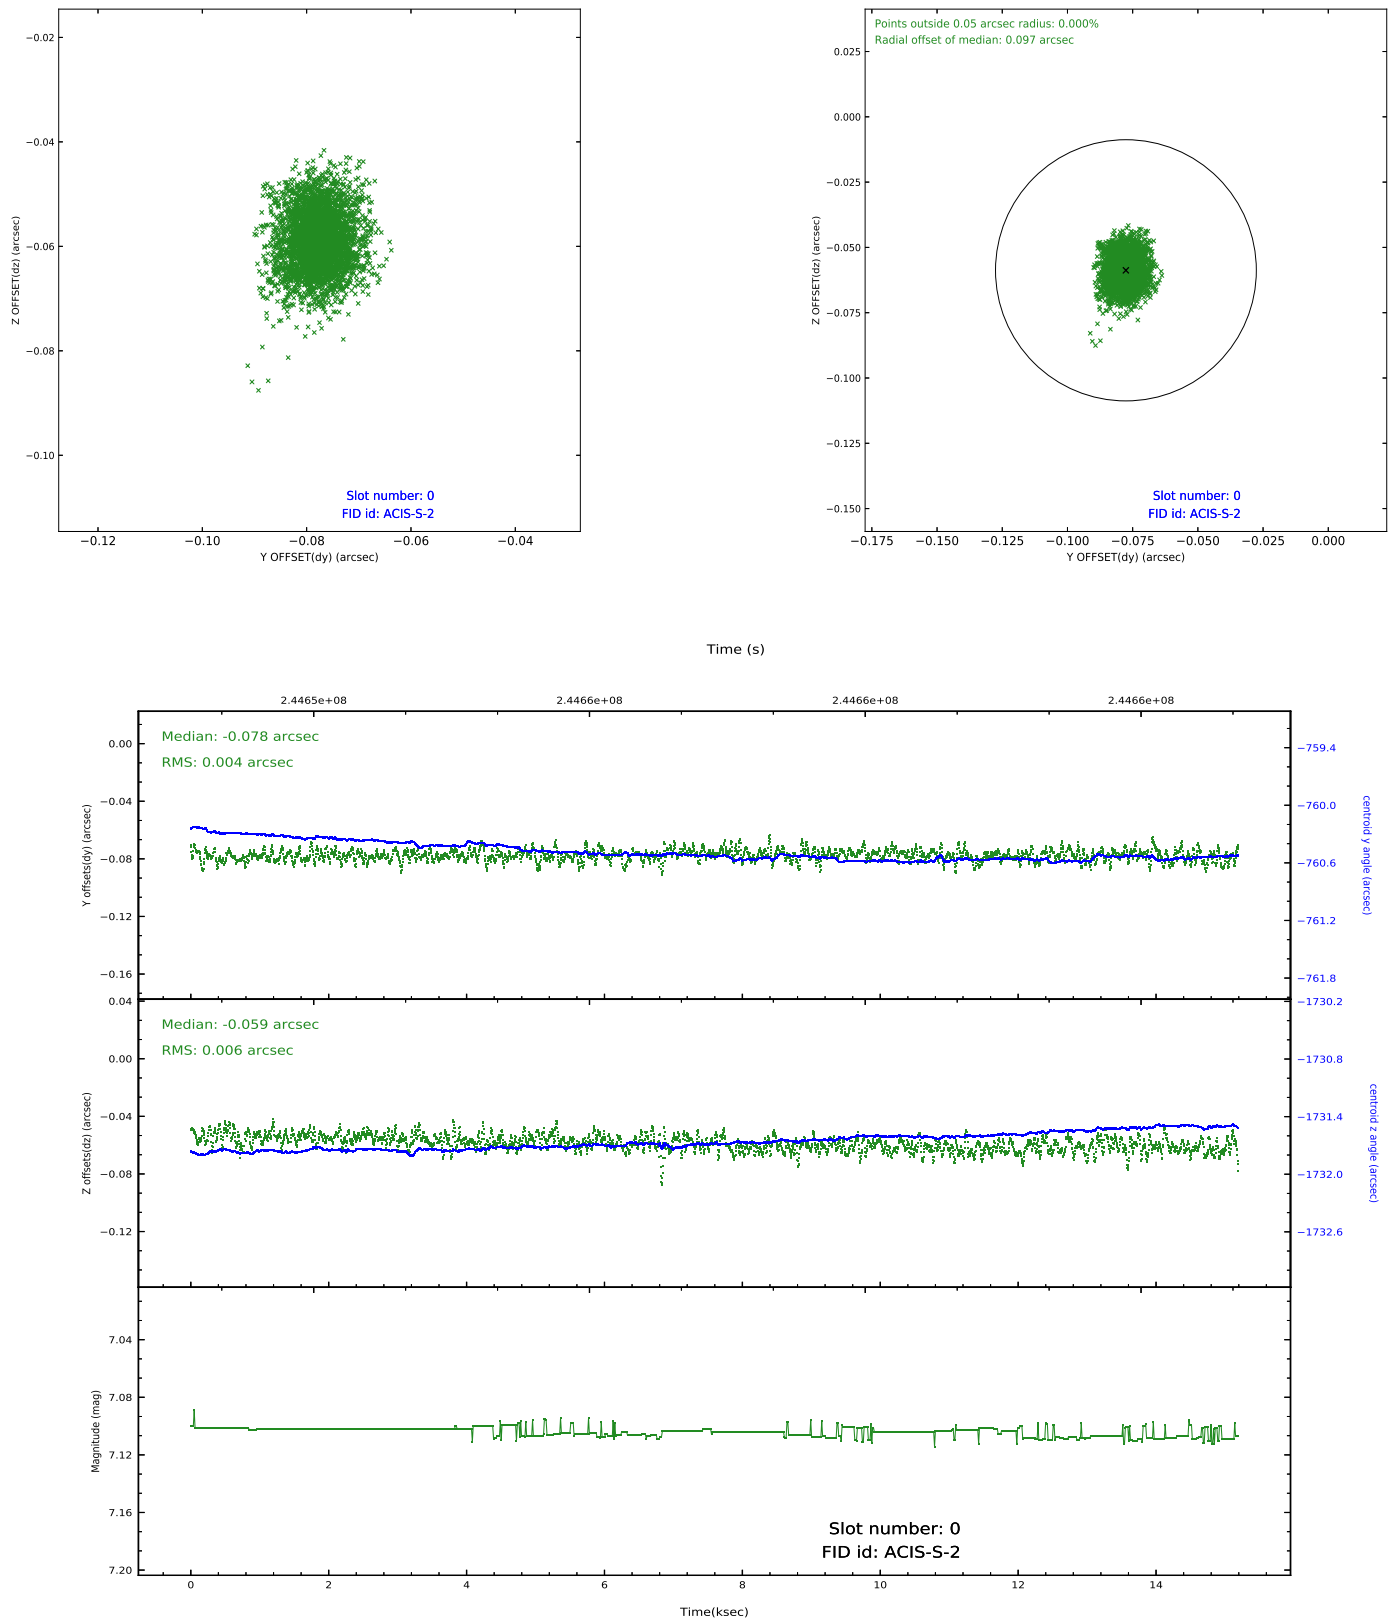 −0.02
−0.04
−0.06
−0.08
−0.10
Z OFFSET(dz) (arcsec)
Slot number: 0
FID id: ACIS-S-2
−0.12
−0.10
−0.08
−0.06
−0.04
Y OFFSET(dy) (arcsec)
Points outside 0.05 arcsec radius: 0.000%
Radial offset of median: 0.097 arcsec
0.025
0.000
−0.025
−0.050
−0.075
−0.100
−0.125
−0.150
Z OFFSET(dz) (arcsec)
Slot number: 0
FID id: ACIS-S-2
−0.175
−0.150
−0.125
−0.100
−0.075
−0.050
−0.025
0.000
Y OFFSET(dy) (arcsec)
Time (s)
2.4465e+08
2.4466e+08
2.4466e+08
2.4466e+08
Median: -0.078 arcsec
RMS: 0.004 arcsec
0.00
−0.04
−0.08
−0.12
−0.16
Y offsets(dy) (arcsec)
−759.4
−760.0
−760.6
−761.2
−761.8
centroid y angle (arcsec)
Median: -0.059 arcsec
RMS: 0.006 arcsec
0.04
0.00
−0.04
−0.08
−0.12
Z offsets(dz) (arcsec)
−1730.2
−1730.8
−1731.4
−1732.0
−1732.6
centroid z angle (arcsec)
7.04
7.08
7.12
7.16
7.20
Magnitude (mag)
Slot number: 0
FID id: ACIS-S-2
0
2
4
6
8
10
12
14
Time(ksec)